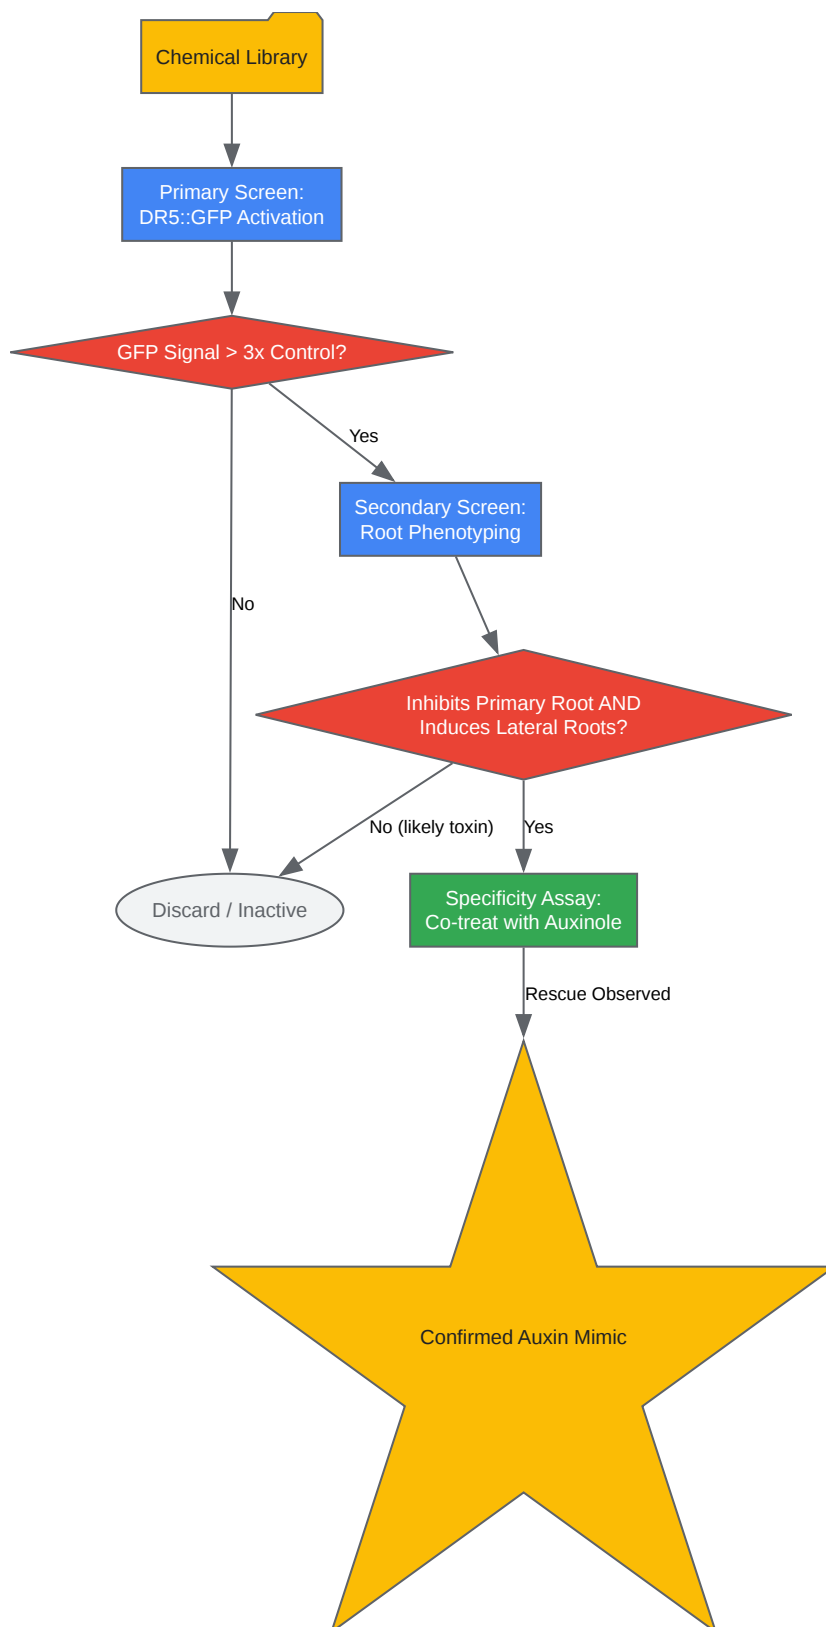 Chemical Library
Primary Screen:
DR5::GFP Activation
GFP Signal > 3x Control?
Yes
Secondary Screen:
Root Phenotyping
No
Inhibits Primary Root AND
Induces Lateral Roots?
No (likely toxin)
Yes
Discard / Inactive
Specificity Assay:
Co-treat with Auxinole
Rescue Observed
Confirmed Auxin Mimic